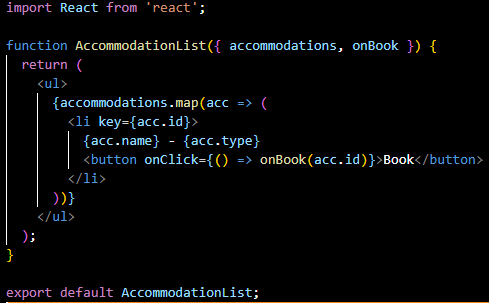 import React from 'react';
function AccommodationList({ accommodations, onBook }) {
  return (
    <ul>
      {accommodations.map(acc => (
        <li key={acc.id}>
          {acc.name} - {acc.type}
          <button onClick={() => onBook(acc.id)}>Book</button>
        </li>
      ))}
    </ul>
  );
}
export default AccommodationList;